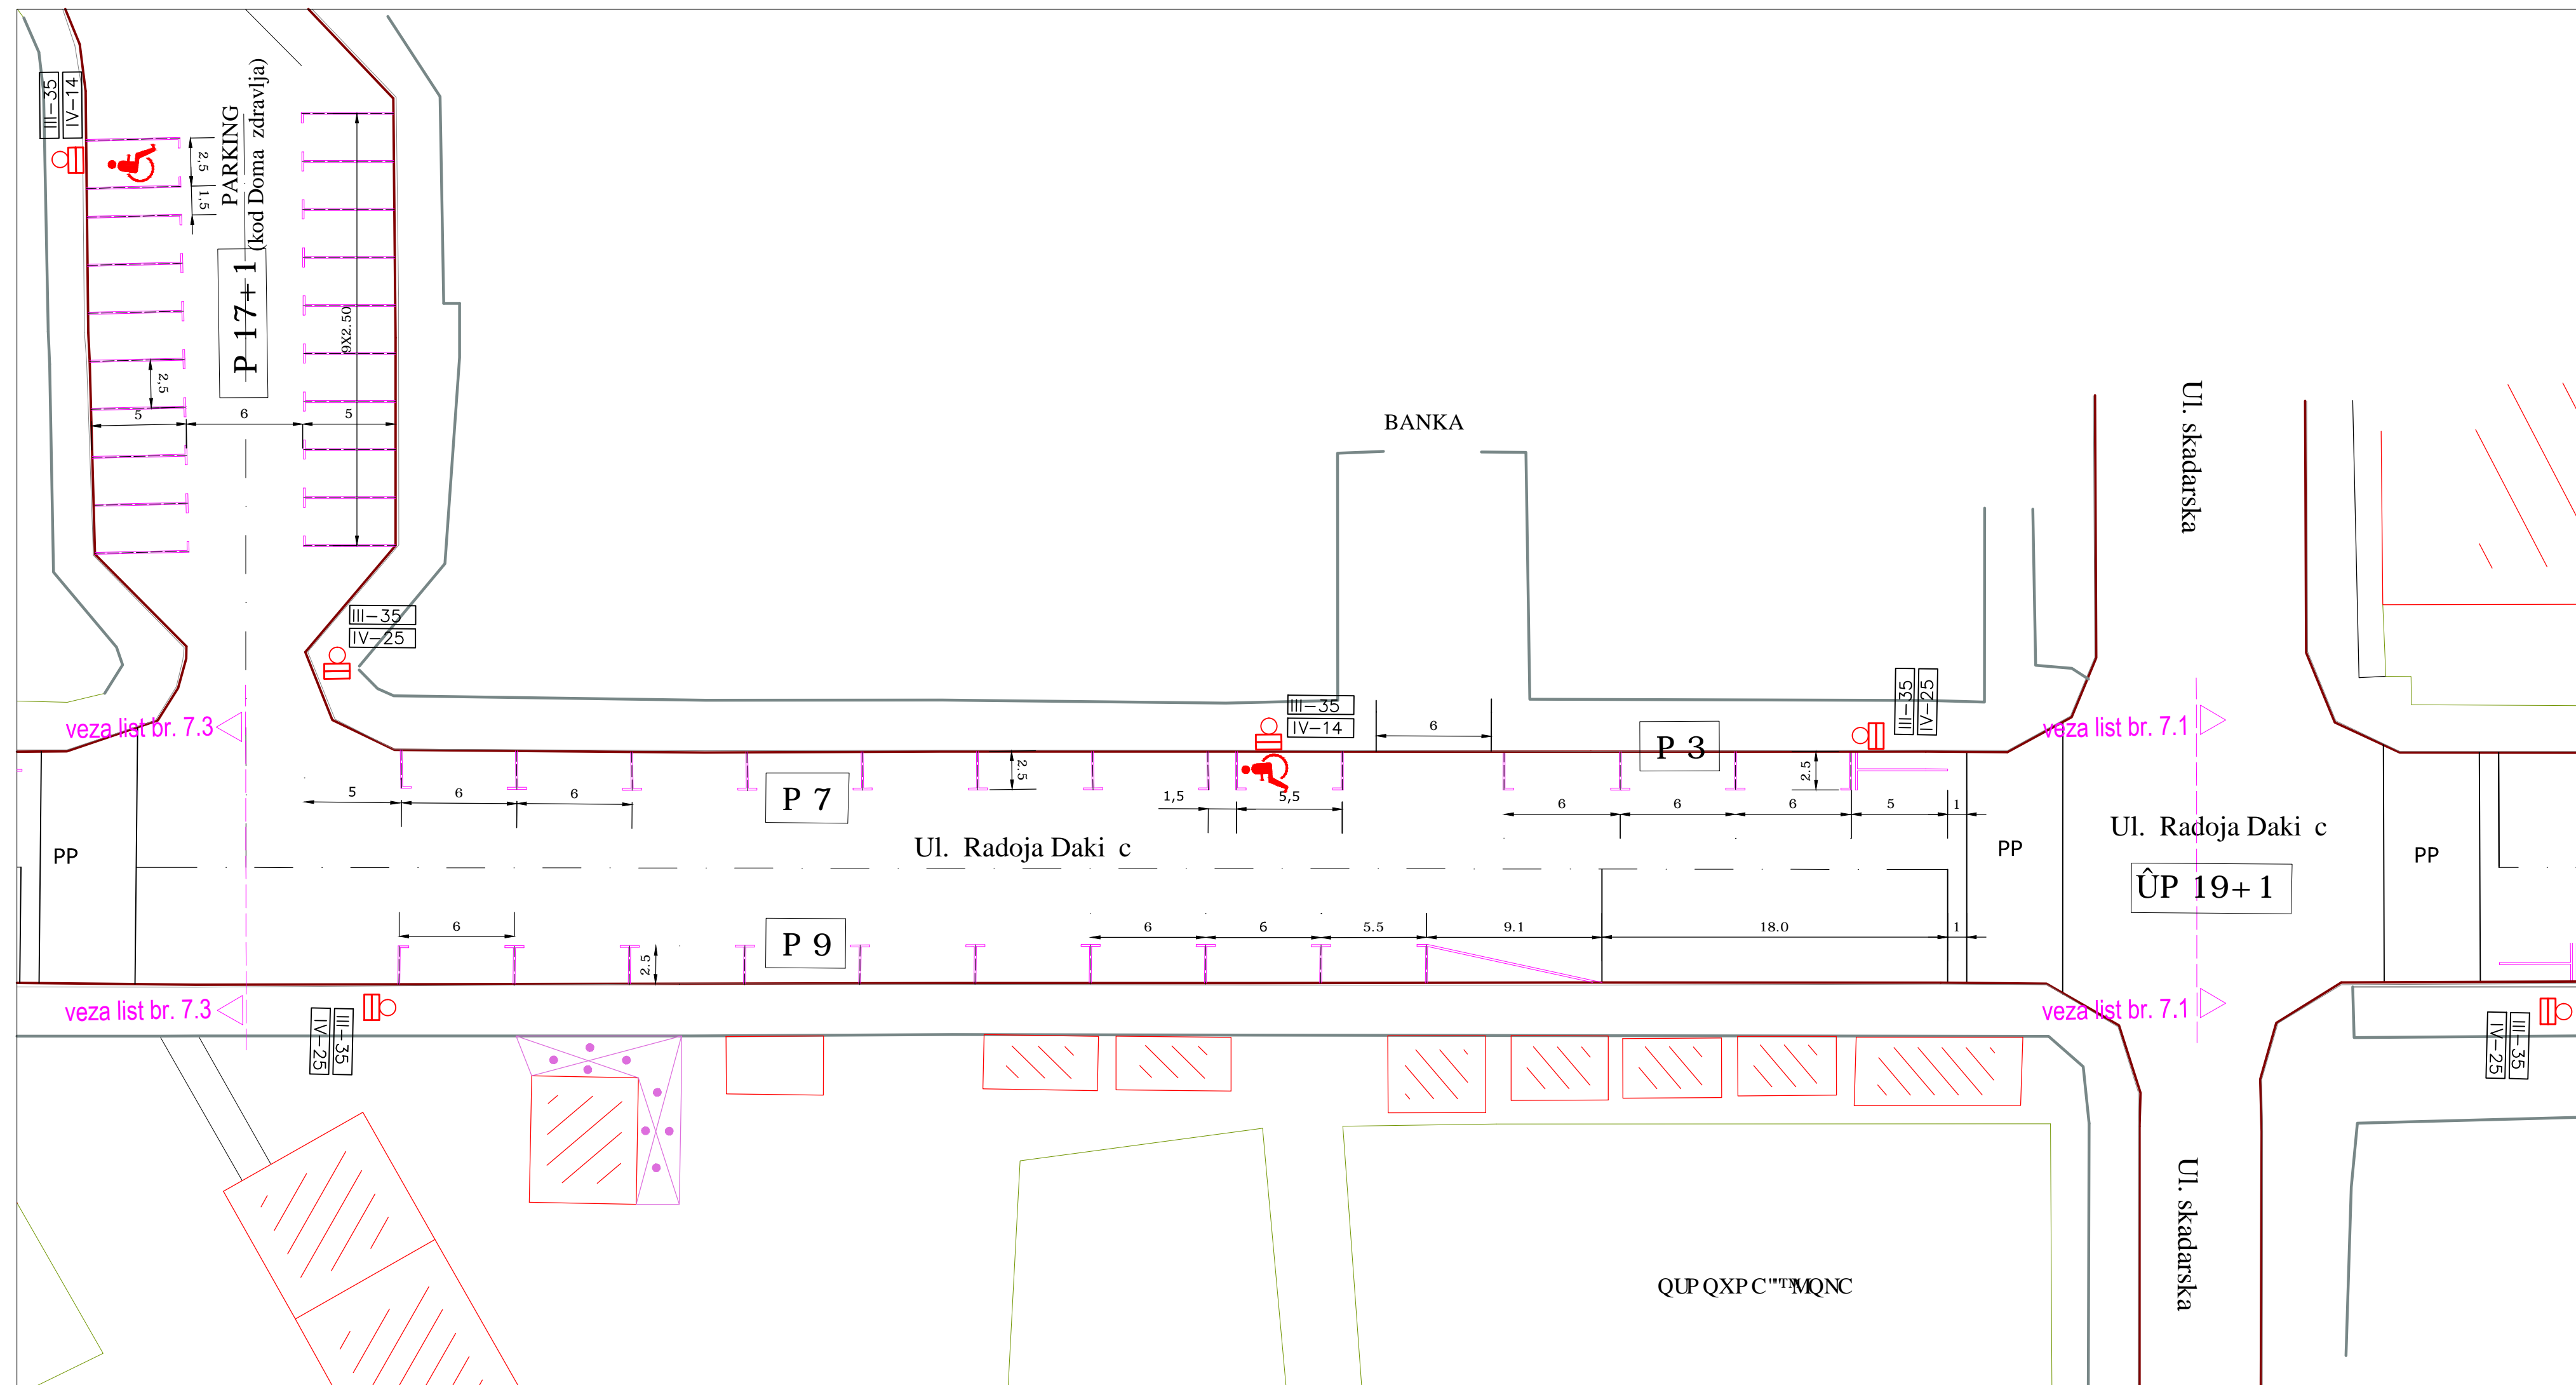 III-35
IV-14
2,5
1,5
PARKING
(kod Doma zdravlja)
P 17+1
9X2.50
2,5
5
6
5
BANKA
Ul. skadarska
III-35
IV-25
III-35
IV-14
6
P 3
III-35
IV-25
veza list br. 7.3
veza list br. 7.1
5
6
6
P 7
2.5
1,5
5,5
6
6
6
2.5
5
1
PP
Ul. Radoja Daki c
PP
Ul. Radoja Daki c
PP
ÛP 19+1
6
P 9
2.5
6
6
5.5
9.1
18.0
1
veza list br. 7.3
veza list br. 7.1
III-35
IV-25
III-35
IV-25
Ul. skadarska